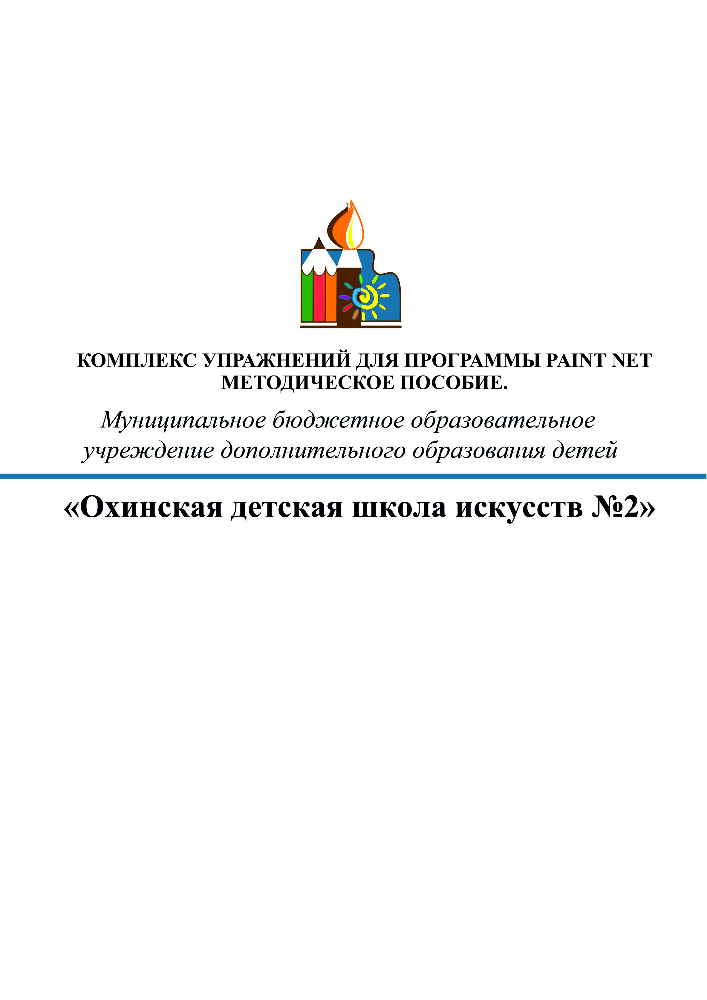 КОМПЛЕКС УПРАЖНЕНИЙ ДЛЯ ПРОГРАММЫ PAINT NET
МЕТОДИЧЕСКОЕ ПОСОБИЕ.
Муниципальное бюджетное образовательное
учреждение дополнительного образования детей
«Охинская детская школа искусств №2»